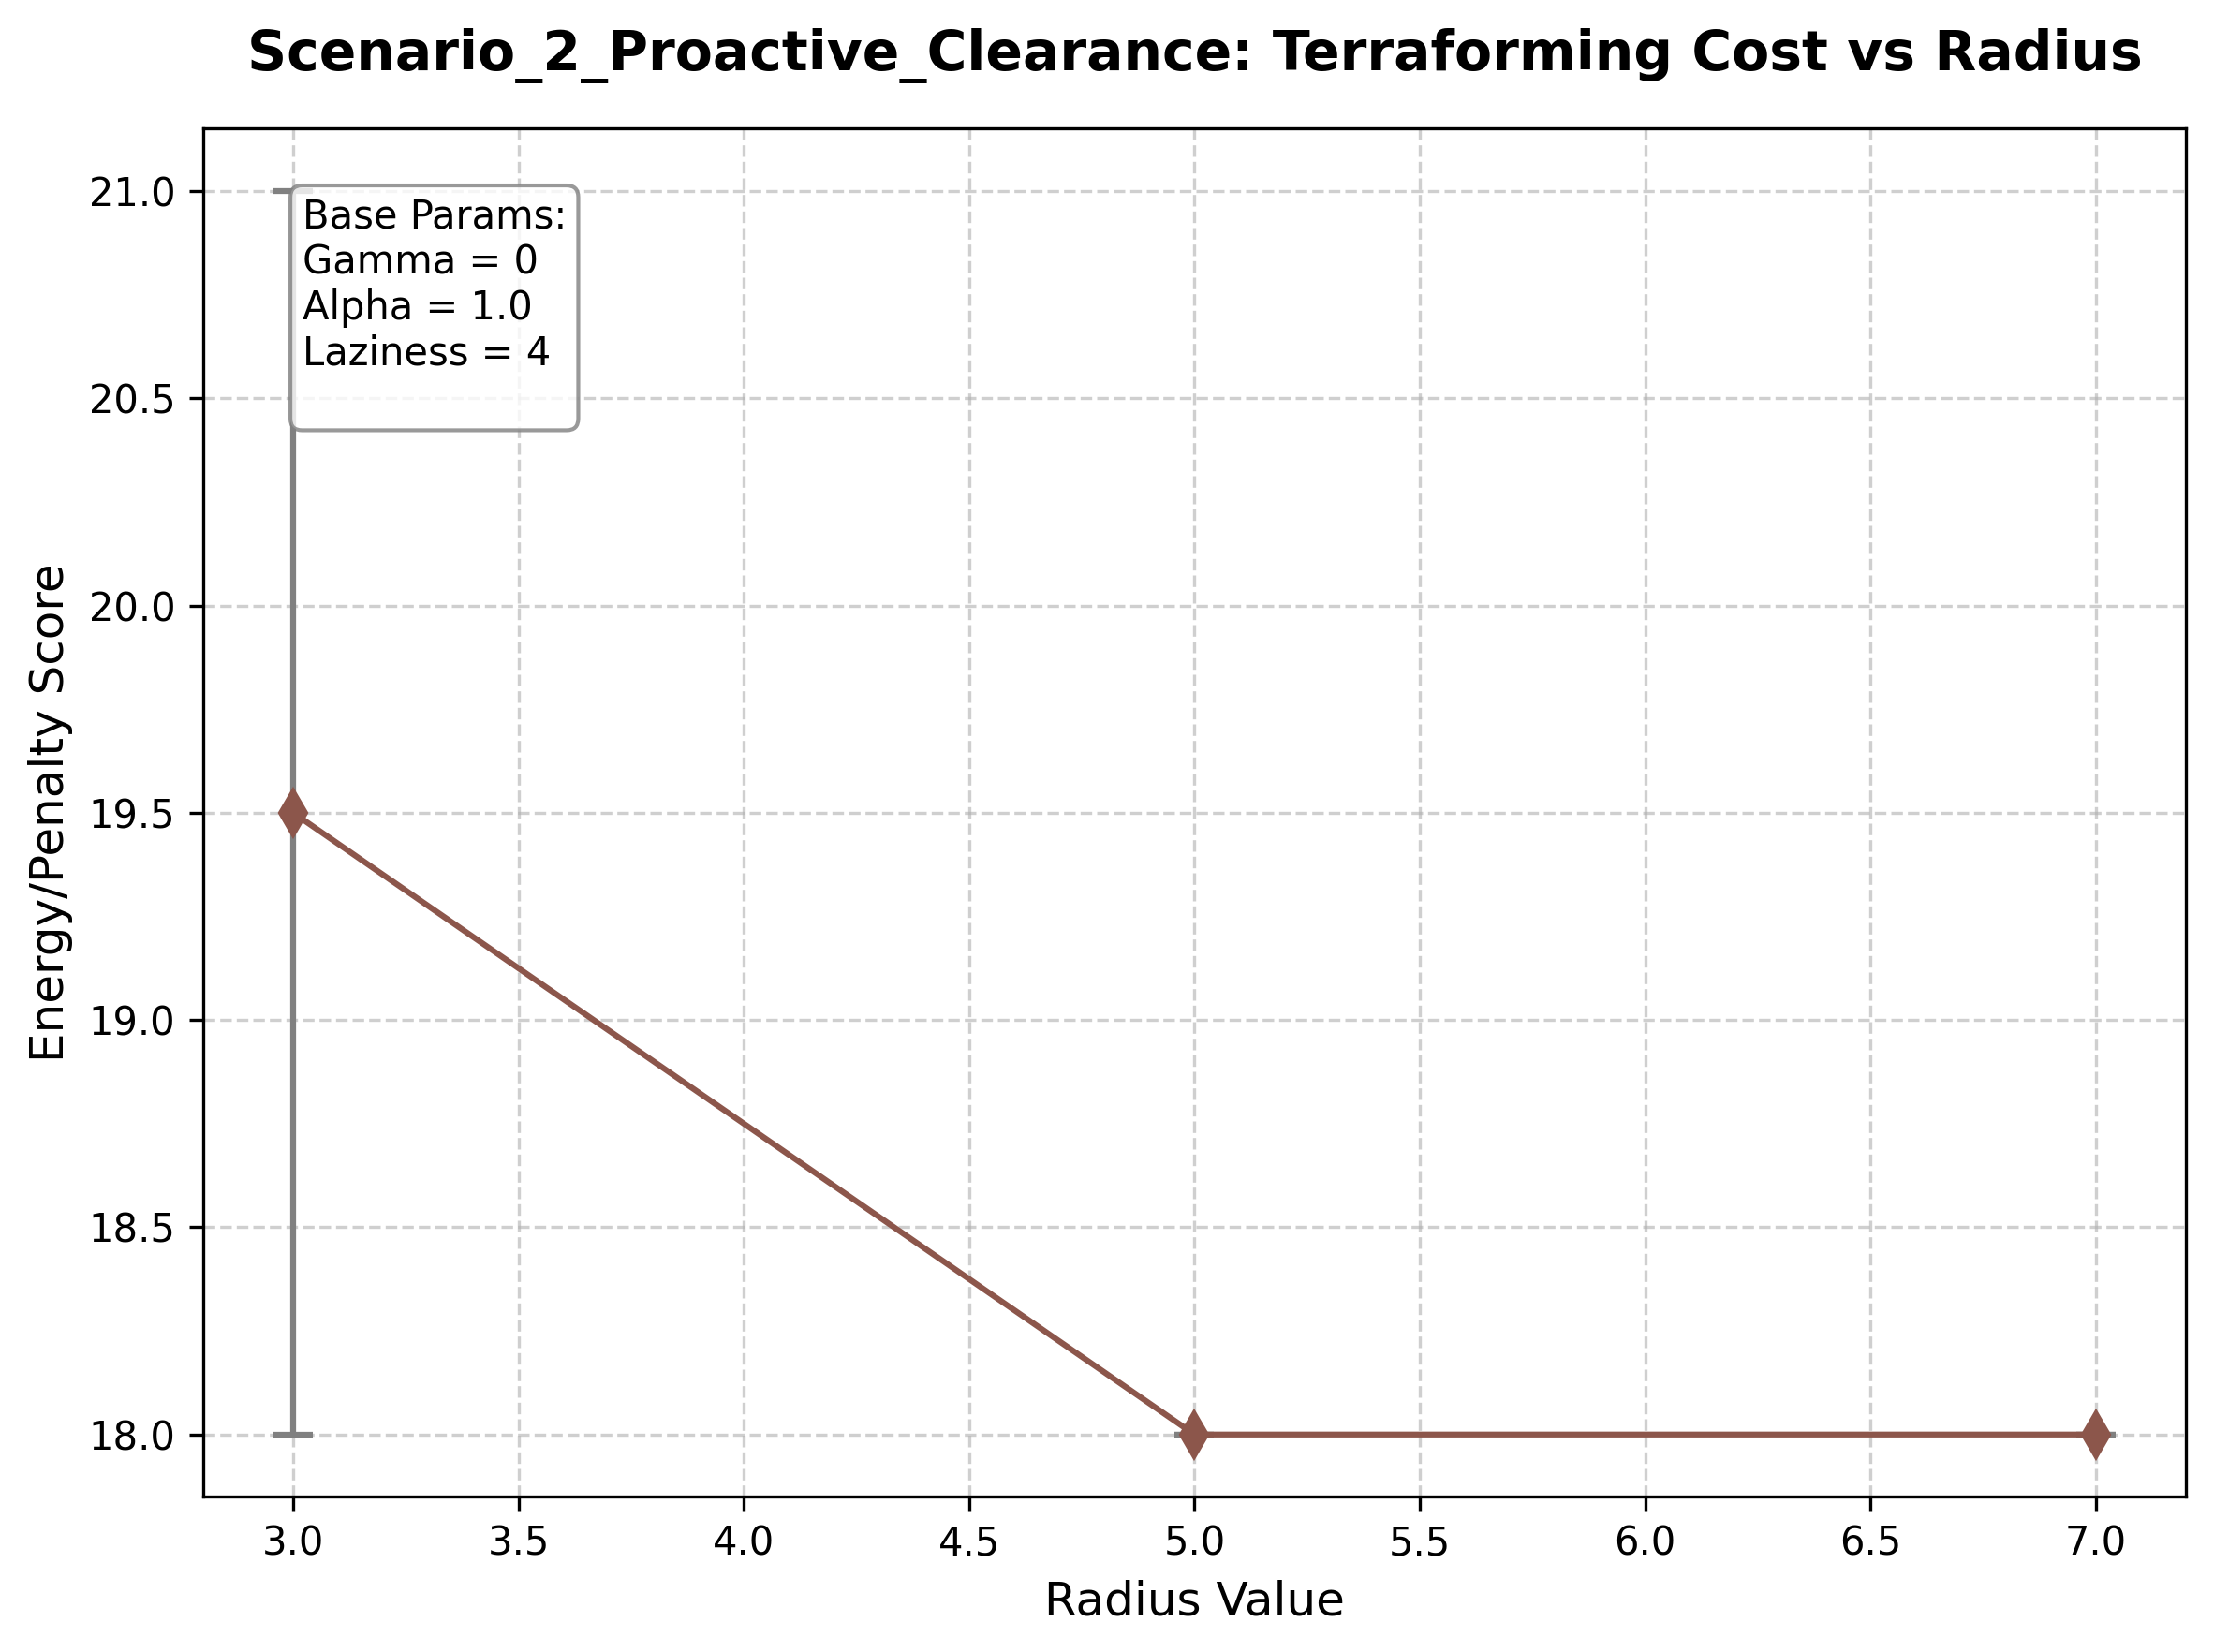 Scenario_2_Proactive_Clearance: Terraforming Cost vs Radius
21.0
20.5
20.0
19.5
19.0
18.5
18.0
Energy/Penalty Score
Base Params:
Gamma = 0
Alpha = 1.0
Laziness = 4
3.0 3.5 4.0 4.5 5.0 5.5 6.0 6.5 7.0
Radius Value